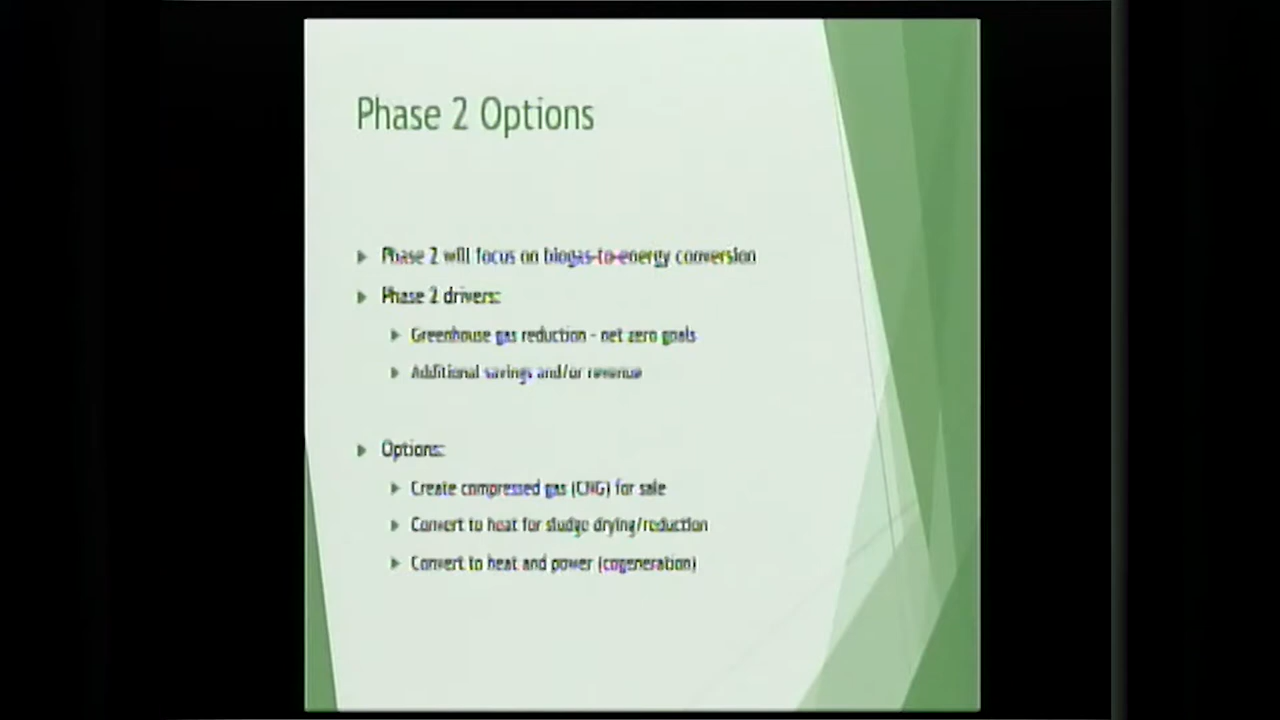 Phase 2 Options
Phase 2 will focus on biogas-to-energy conversion
Phase 2 drivers:
Greenhouse gas reduction - net zero goals
Additional savings and/or revenue
Options:
Create compressed gas (CNG) for sale
Convert to heat for sludge drying/reduction
Convert to heat and power (cogeneration)